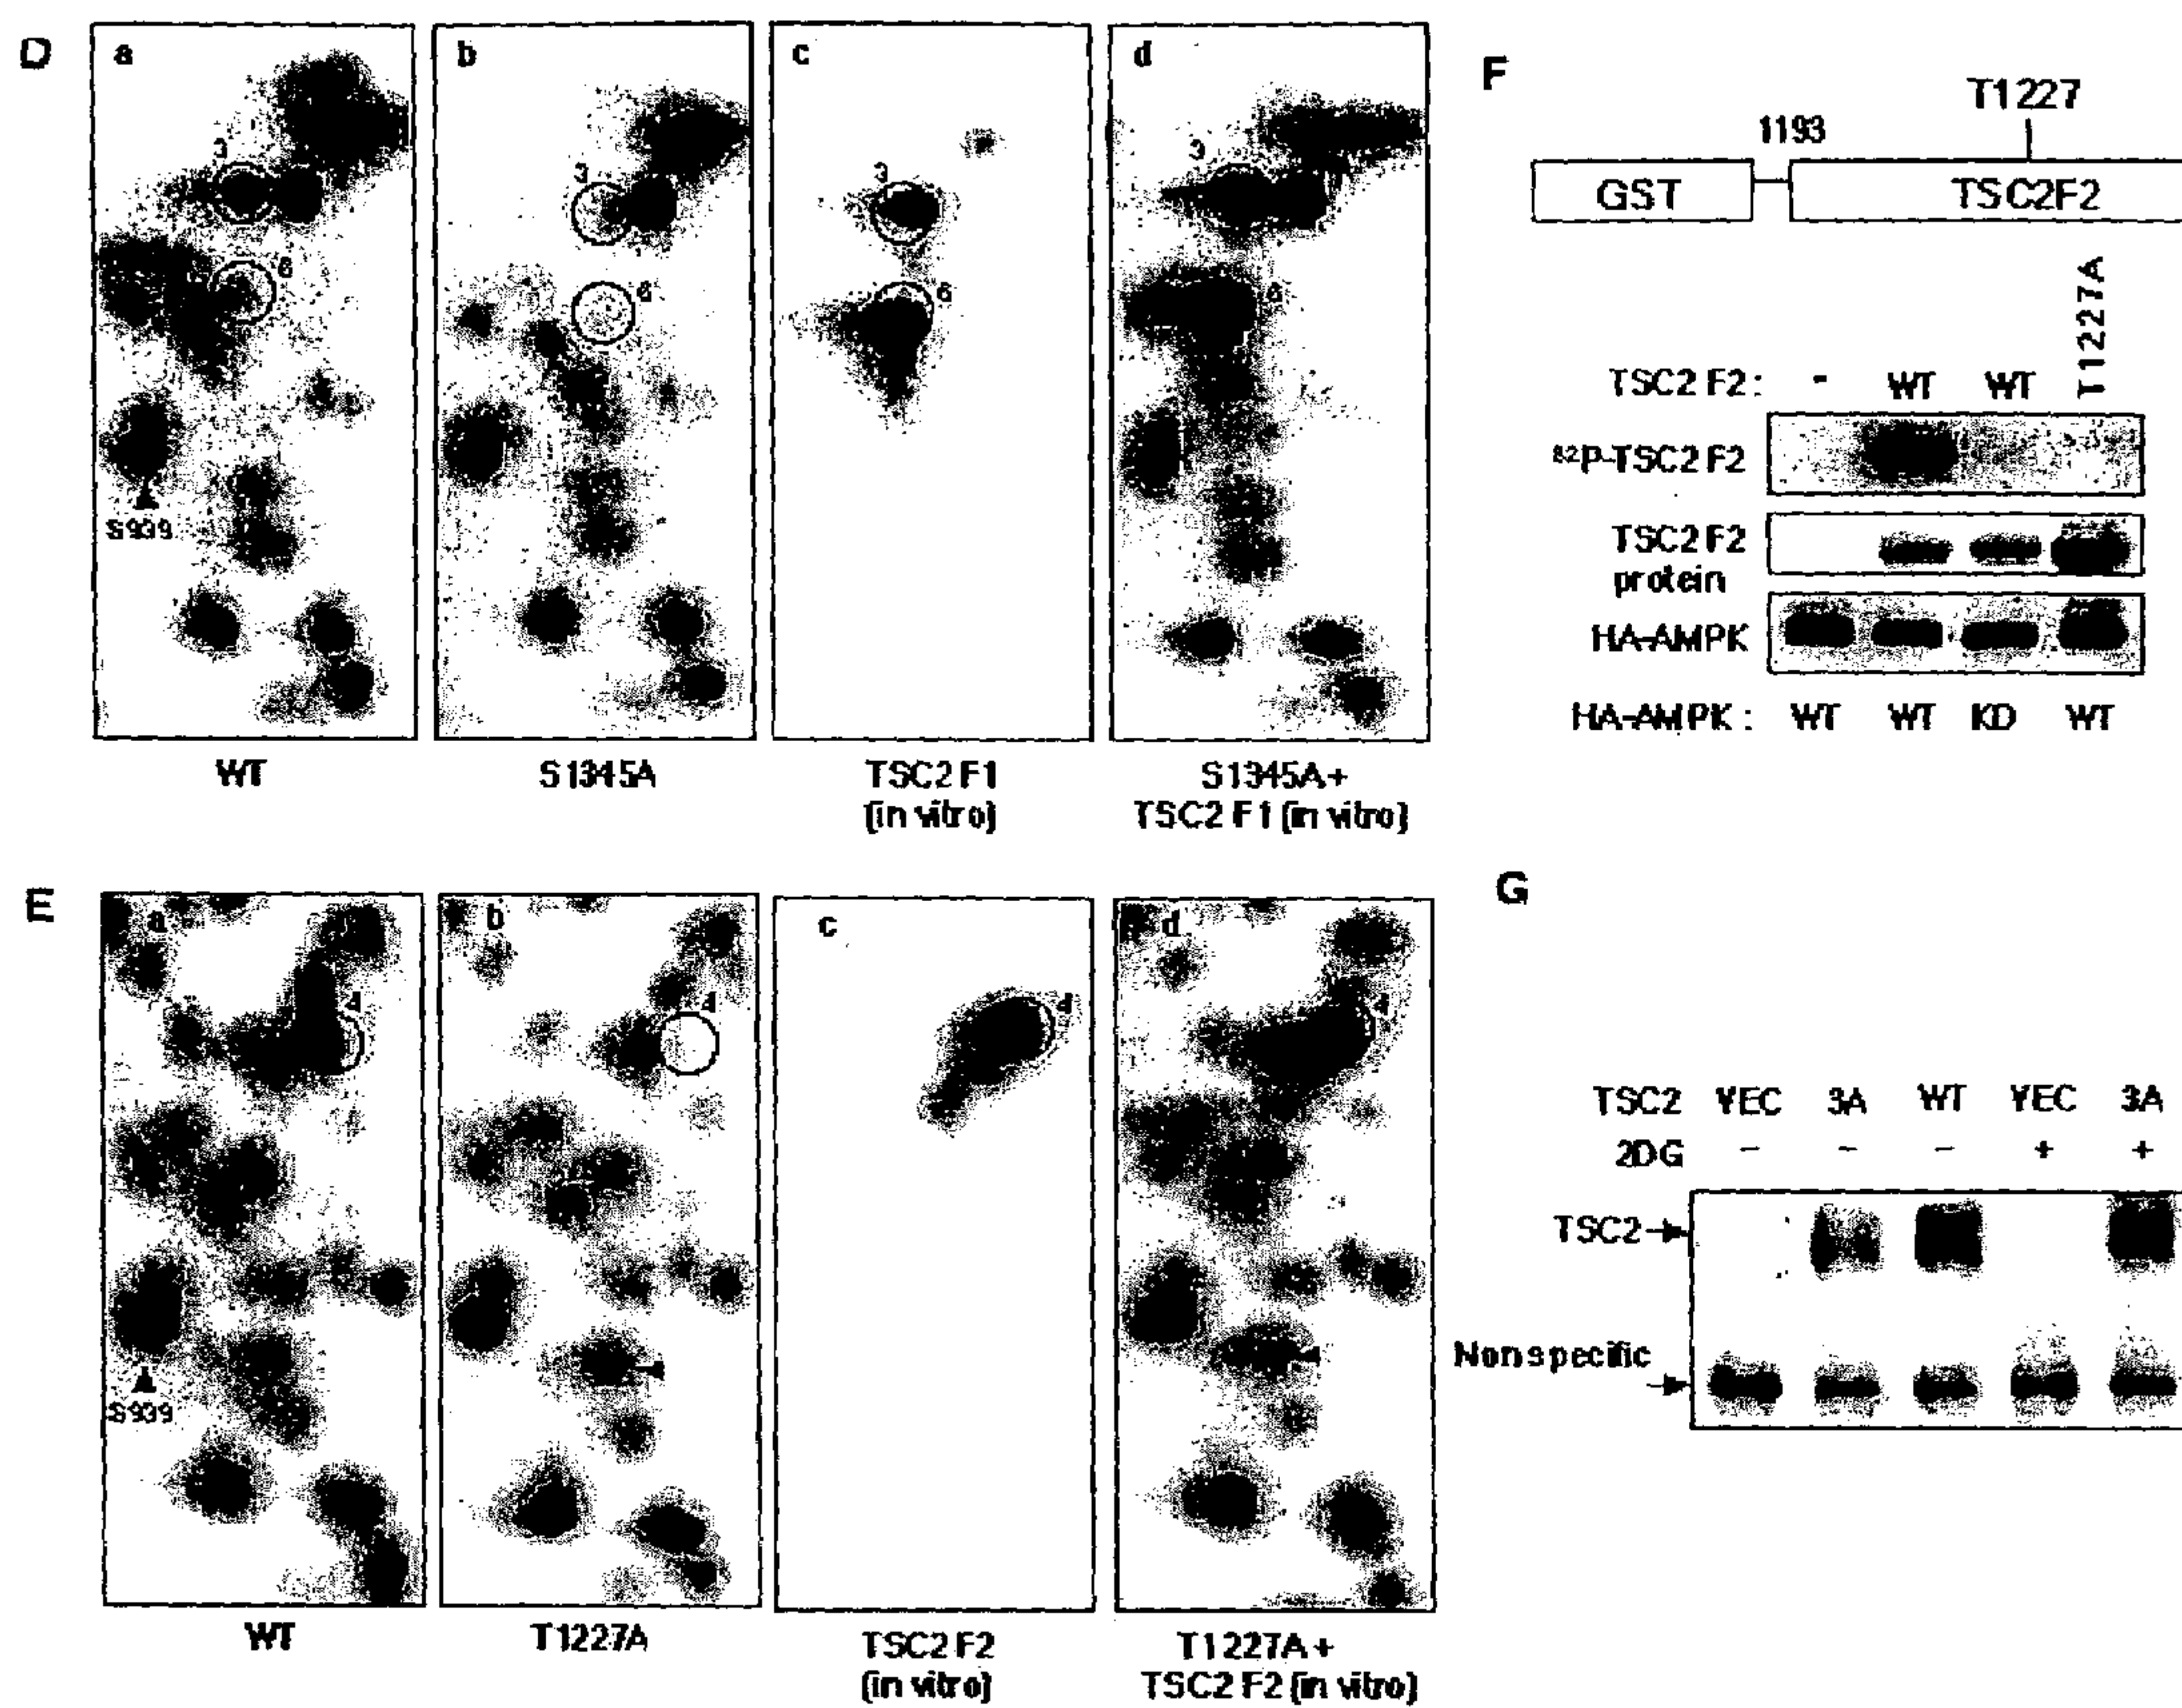 D
a
b
c
d
3
3
3
3
6
6
6
6
S939
WT
S1345A
TSC2 F1
(in vitro)
S1345A+
TSC2 F1 (in vitro)
E
a
b
c
d
4
4
4
4
S939
WT
T1227A
TSC2 F2
(in vitro)
T1227A+
TSC2 F2 (in vitro)
F
T1227
1193
GST
TSC2F2
TSC2 F2: - WT WT T1227A
32P-TSC2 F2
TSC2 F2
protein
HA-AMPK
HA-AMPK: WT WT KD WT
G
TSC2 VEC 3A WT VEC 3A
2DG - - - + +
TSC2
Nonspecific